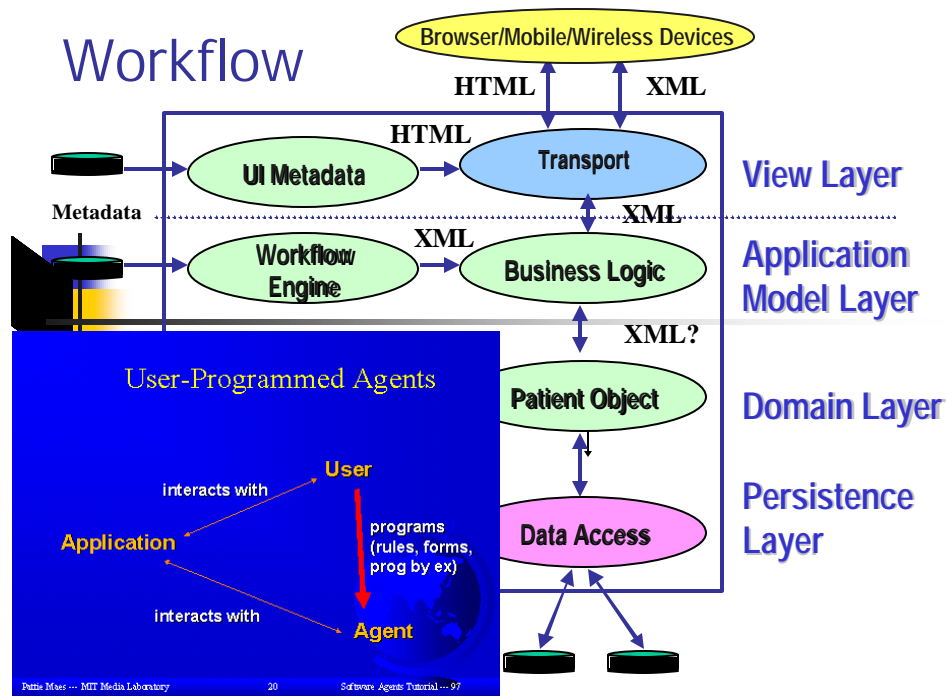 Workflow
Browser/Mobile/Wireless Devices
HTML
XML
HTML
UI Metadata
Transport
View Layer
Metadata
XML
XML
Workflow
Engine
Business Logic
Application
Model Layer
XML?
Patient Object
Domain Layer
Data Access
Persistence
Layer
User-Programmed Agents
User
interacts with
programs
(rules, forms,
prog by ex)
Application
interacts with
Agent
Pattie Maes --- MIT Media Laboratory
20
Software Agents Tutorial --- 97